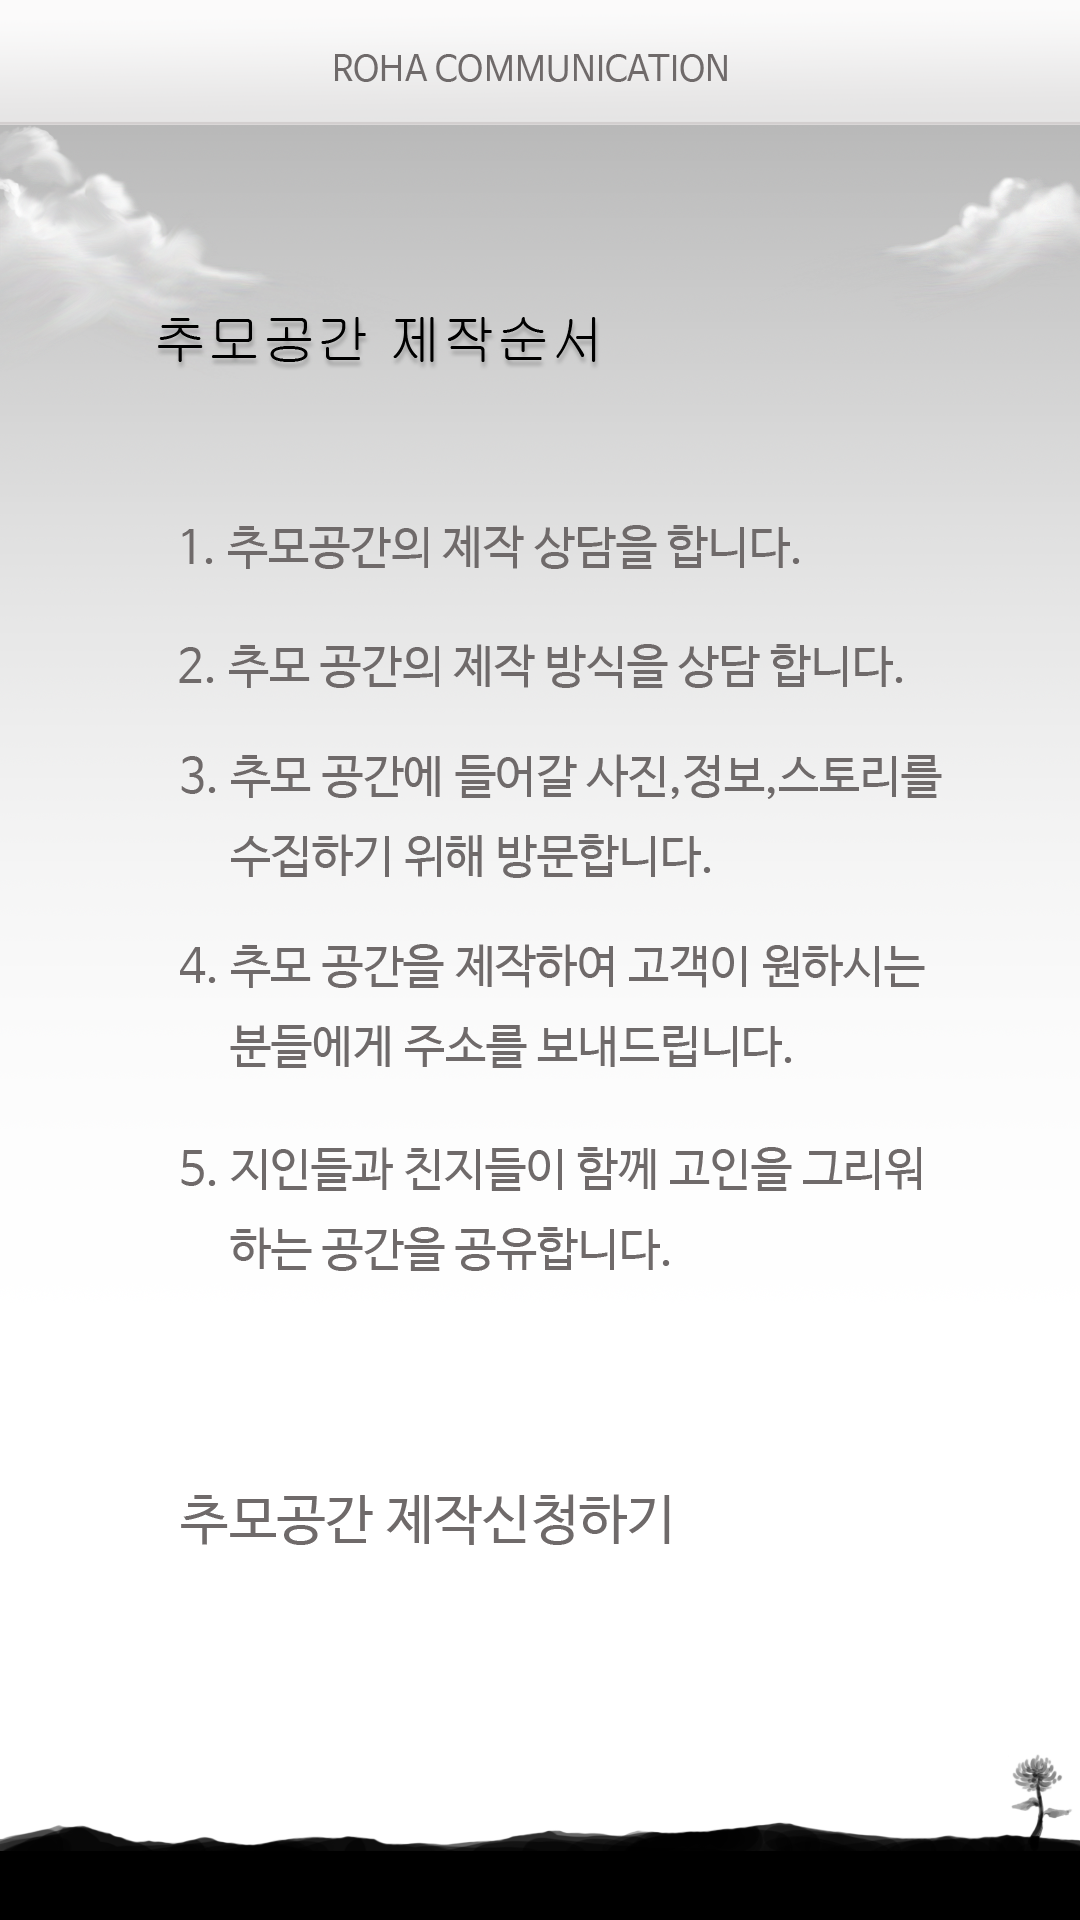 ROHA COMMUNICATION
추모공간 제작순서
1. 추모공간의 제작 상담을 합니다.
2. 추모 공간의 제작 방식을 상담 합니다.
3. 추모 공간에 들어갈 사진,정보,스토리를
수집하기 위해 방문합니다.
4. 추모 공간을 제작하여 고객이 원하시는
분들에게 주소를 보내드립니다.
5. 지인들과 친지들이 함께 고인을 그리워
하는 공간을 공유합니다.
추모공간 제작신청하기